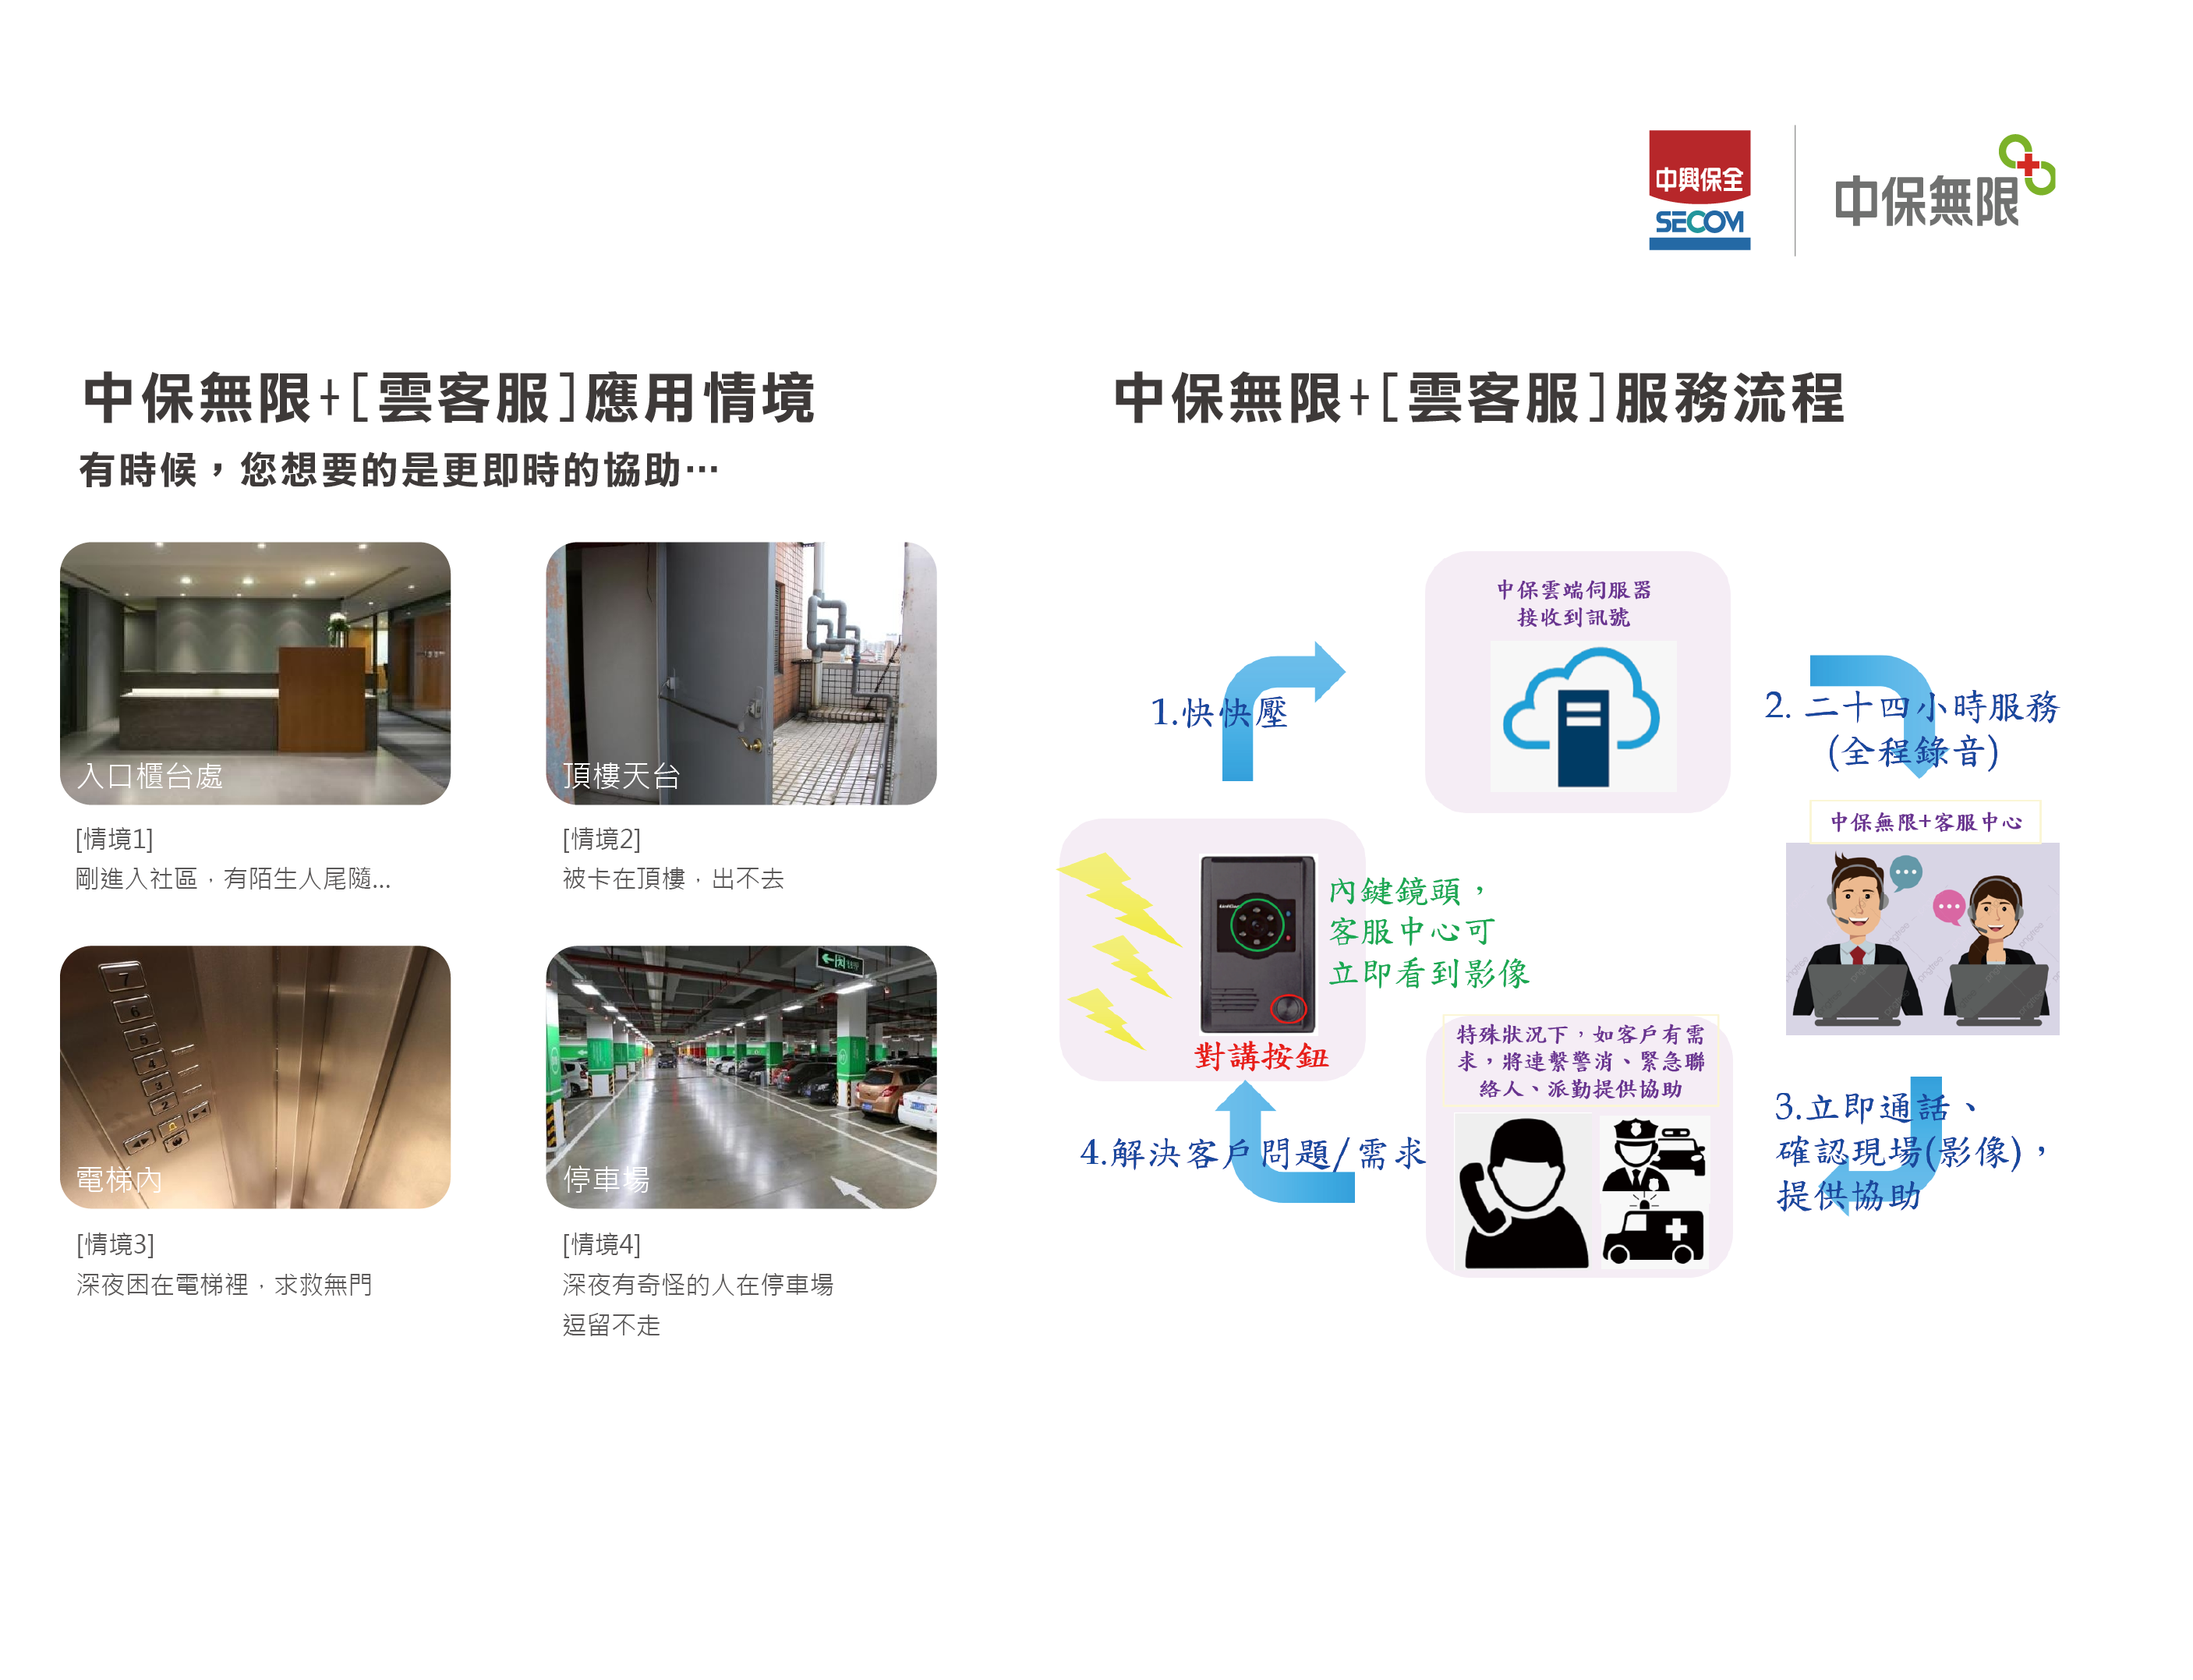 中興保全
SECOM
中保無限
中保無限+[雲客服]應用情境
有時候，您想要的是更即時的協助…
入口櫃台處
[情境1]
剛進入社區，有陌生人尾隨...
頂樓天台
[情境2]
被卡在頂樓，出不去
7
6
5
4
3
2
電梯內
[情境3]
深夜困在電梯裡，求救無門
停車場
[情境4]
深夜有奇怪的人在停車場
逗留不走
中保無限+[雲客服]服務流程
1.快快壓
中保雲端伺服器
接收到訊號
2. 二十四小時服務
(全程錄音)
中保無限+客服中心
內鍵鏡頭，
客服中心可
立即看到影像
對講按鈕
3.立即通話、
確認現場(影像)，
提供協助
特殊狀況下，如客戶有需
求，將連繫警消、緊急聯
絡人、派勤提供協助
4.解決客戶問題/需求